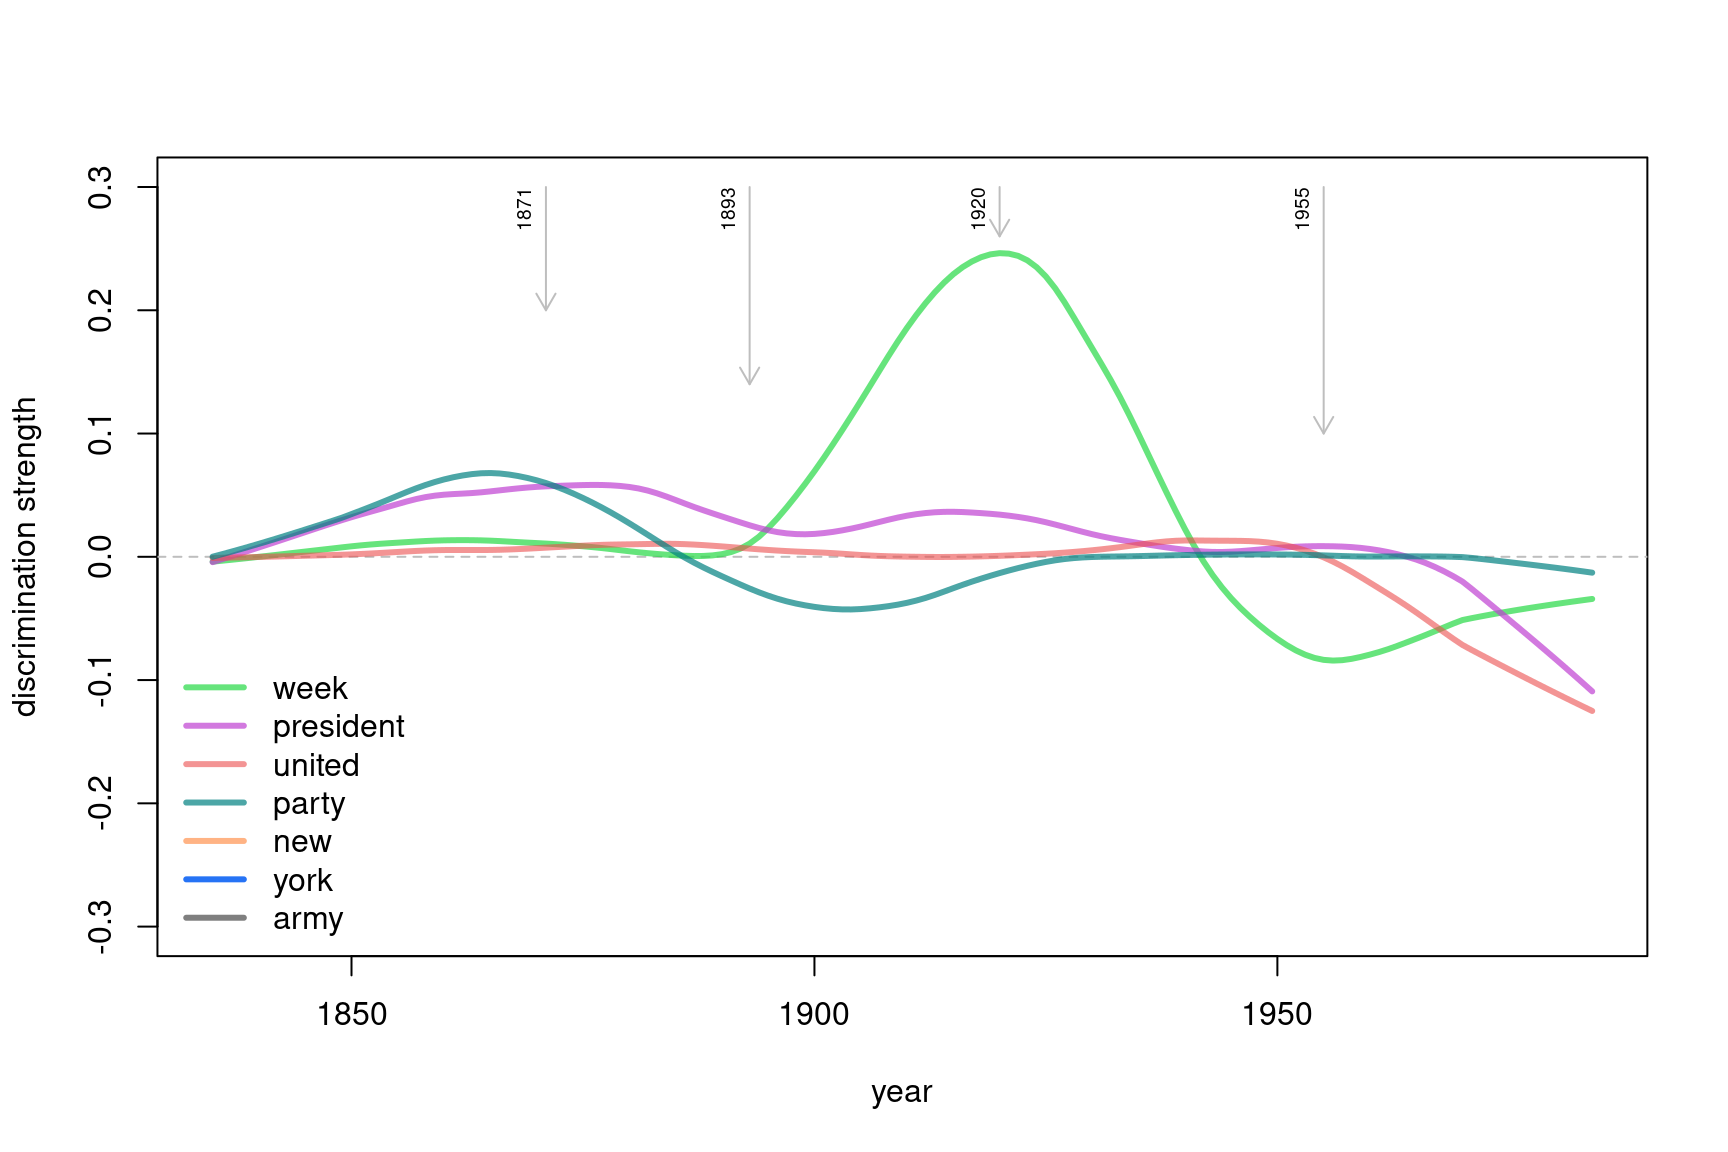 1871
1893
1920
1955
discrimination strength
0.3
0.2
0.1
0.0
-0.1
-0.2
-0.3
week
president
united
party
new
york
army
1850
1900
1950
year